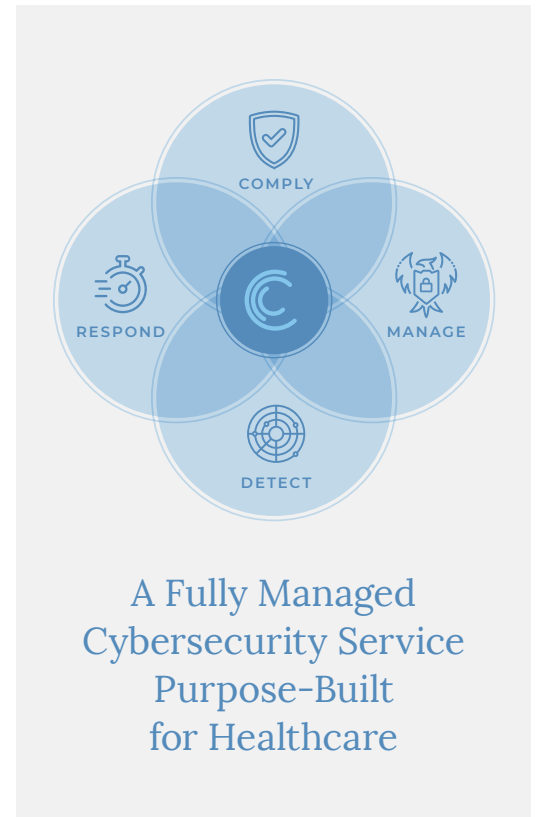 COMPLY
RESPOND
MANAGE
DETECT
A Fully Managed
Cybersecurity Service
Purpose-Built
for Healthcare